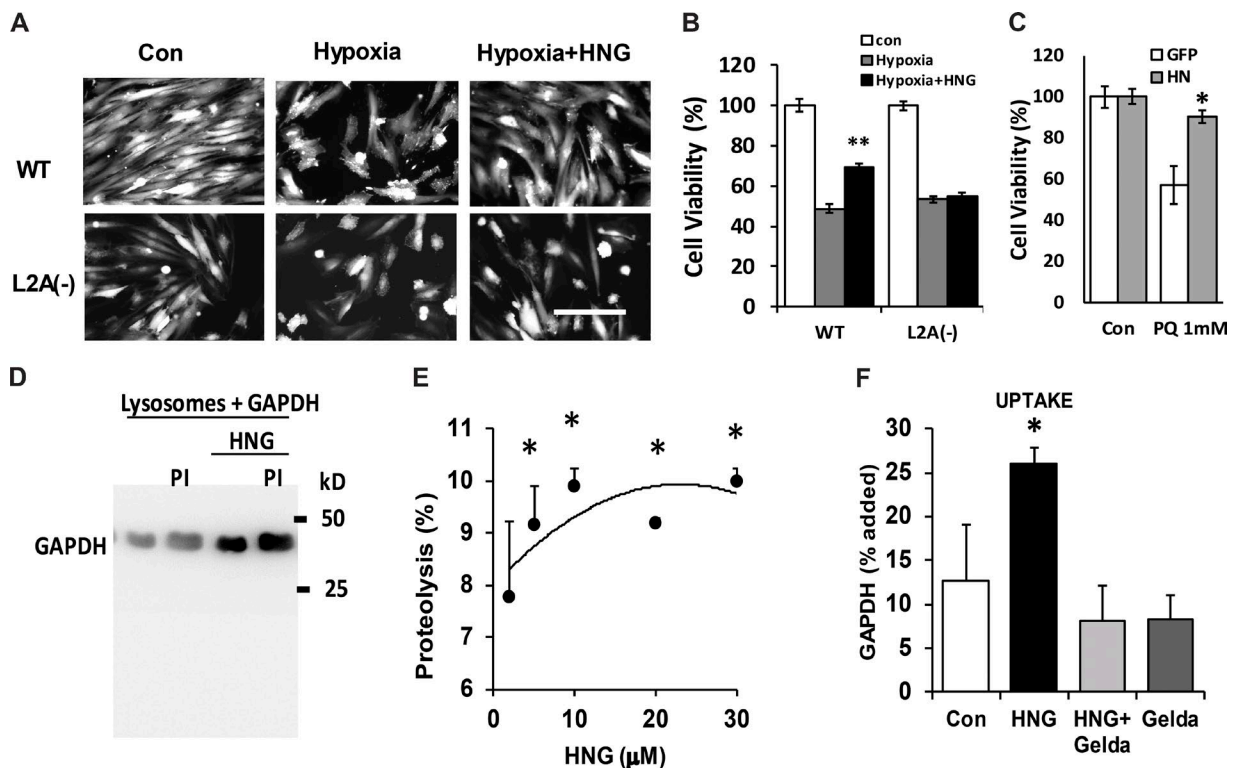 A
Con
Hypoxia
Hypoxia+HNG
WT
L2A(-)
B
con
Hypoxia
Hypoxia+HNG
120
100
80
60
40
20
0
Cell Viability (%)
**
WT
L2A(-)
C
GFP
HN
120
100
80
60
180
0
Cell Viability (%)
*
Con
PQ 1mM
D
Lysosomes + GAPDH
HNG
PI
PI
kD
50
GAPDH
25
E
11
10
9
8
7
6
Proteolysis (%)
*
*
*
*
0
10
20
30
HNG (μM)
F
UPTAKE
30
25
20
15
10
5
0
GAPDH (% added)
*
Con
HNG
HNG+
Gelda
Gelda